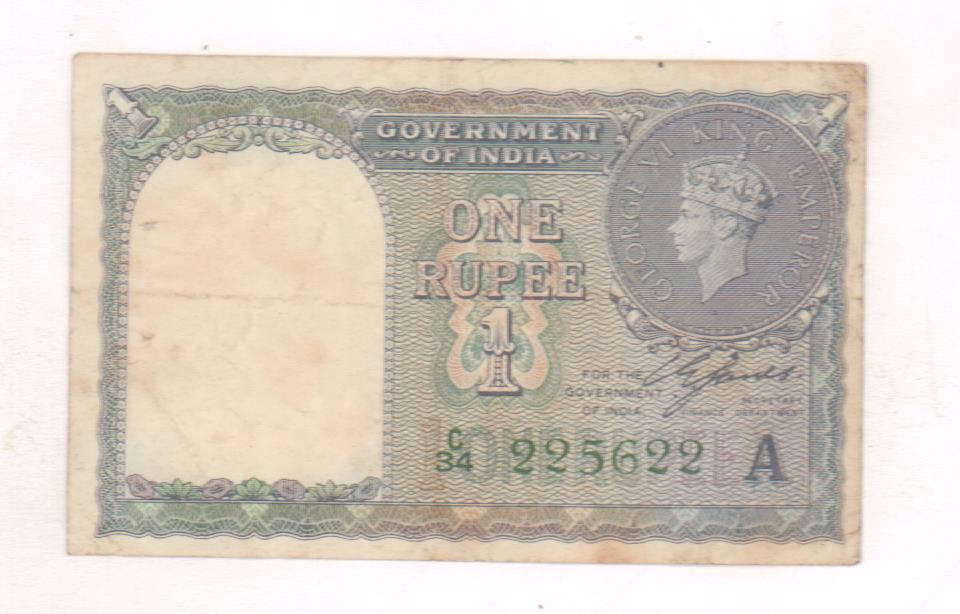 1
GOVERNMENT
OF INDIA
1
GEORGE VI KING EMPEROR
ONE
RUPEE
1
FOR THE
GOVERNMENT
OF INDIA
SECRETARY
FINANCE DEPARTMENT
C/34 225622 A